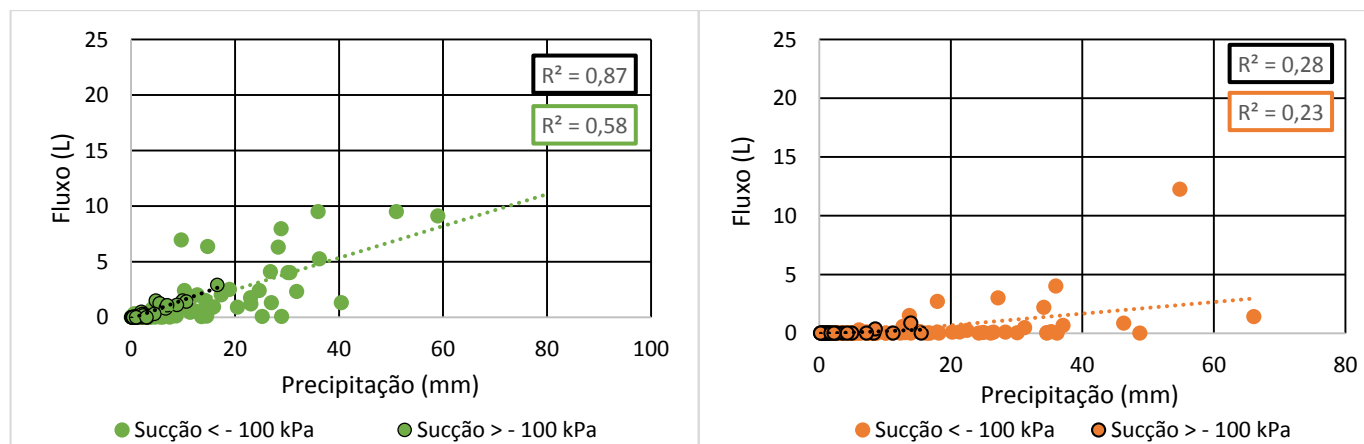 25
20
15
10
5
0
Fluxo (L)
R² = 0,87
R² = 0,58
0 20 40 60 80 100
Precipitação (mm)
Sucção < - 100 kPa Sucção > - 100 kPa
25
20
15
10
5
0
Fluxo (L)
R² = 0,28
R² = 0,23
0 20 40 60 80
Precipitação (mm)
Sucção < - 100 kPa Sucção > - 100 kPa